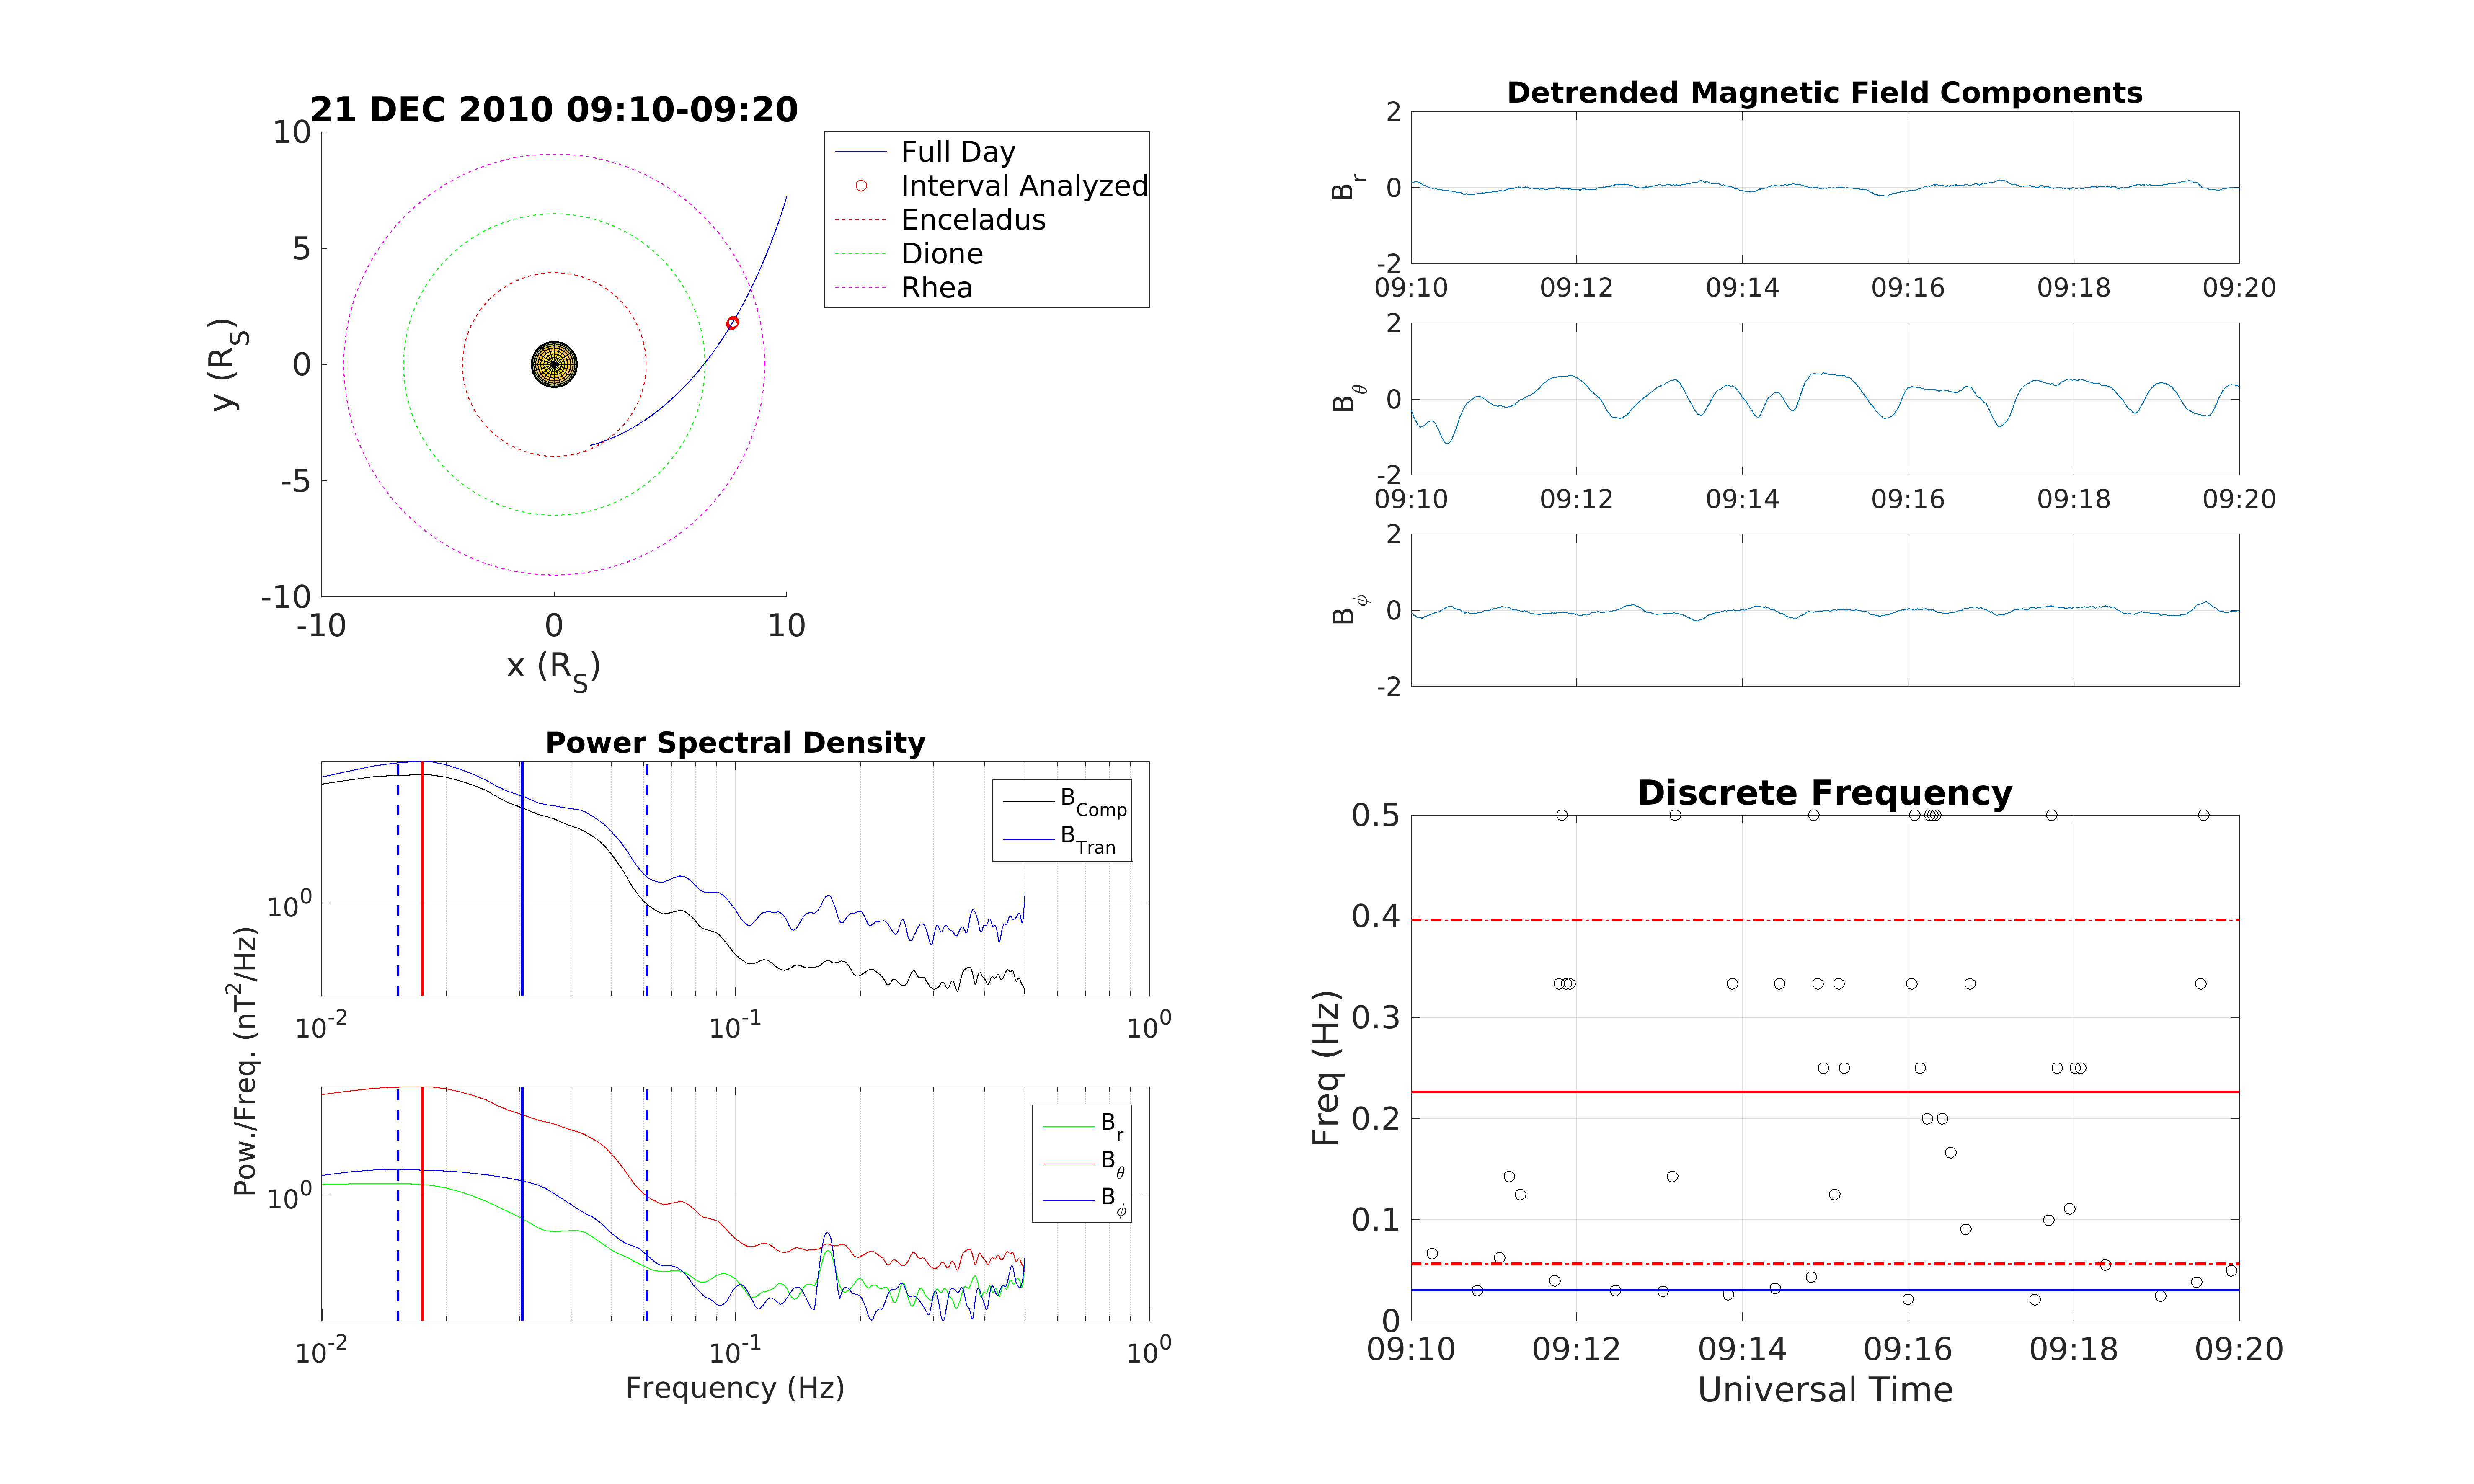 21 DEC 2010 09:10-09:20
10
5
0
-5
-10
y (R_S)
-10 0 10
x (R_S)
Full Day
Interval Analyzed
Enceladus
Dione
Rhea
Detrended Magnetic Field Components
2
0
-2
B_r
09:10 09:12 09:14 09:16 09:18 09:20
2
0
-2
B_θ
09:10 09:12 09:14 09:16 09:18 09:20
2
0
-2
B_ϕ
Power Spectral Density
10^0
B_Comp
B_Tran
10^-2 10^-1 10^0
Pow./Freq. (nT^2/Hz)
10^0
B_r
B_θ
B_ϕ
10^-2 10^-1 10^0
Frequency (Hz)
Discrete Frequency
0.5
0.4
0.3
0.2
0.1
0
Freq (Hz)
09:10 09:12 09:14 09:16 09:18 09:20
Universal Time